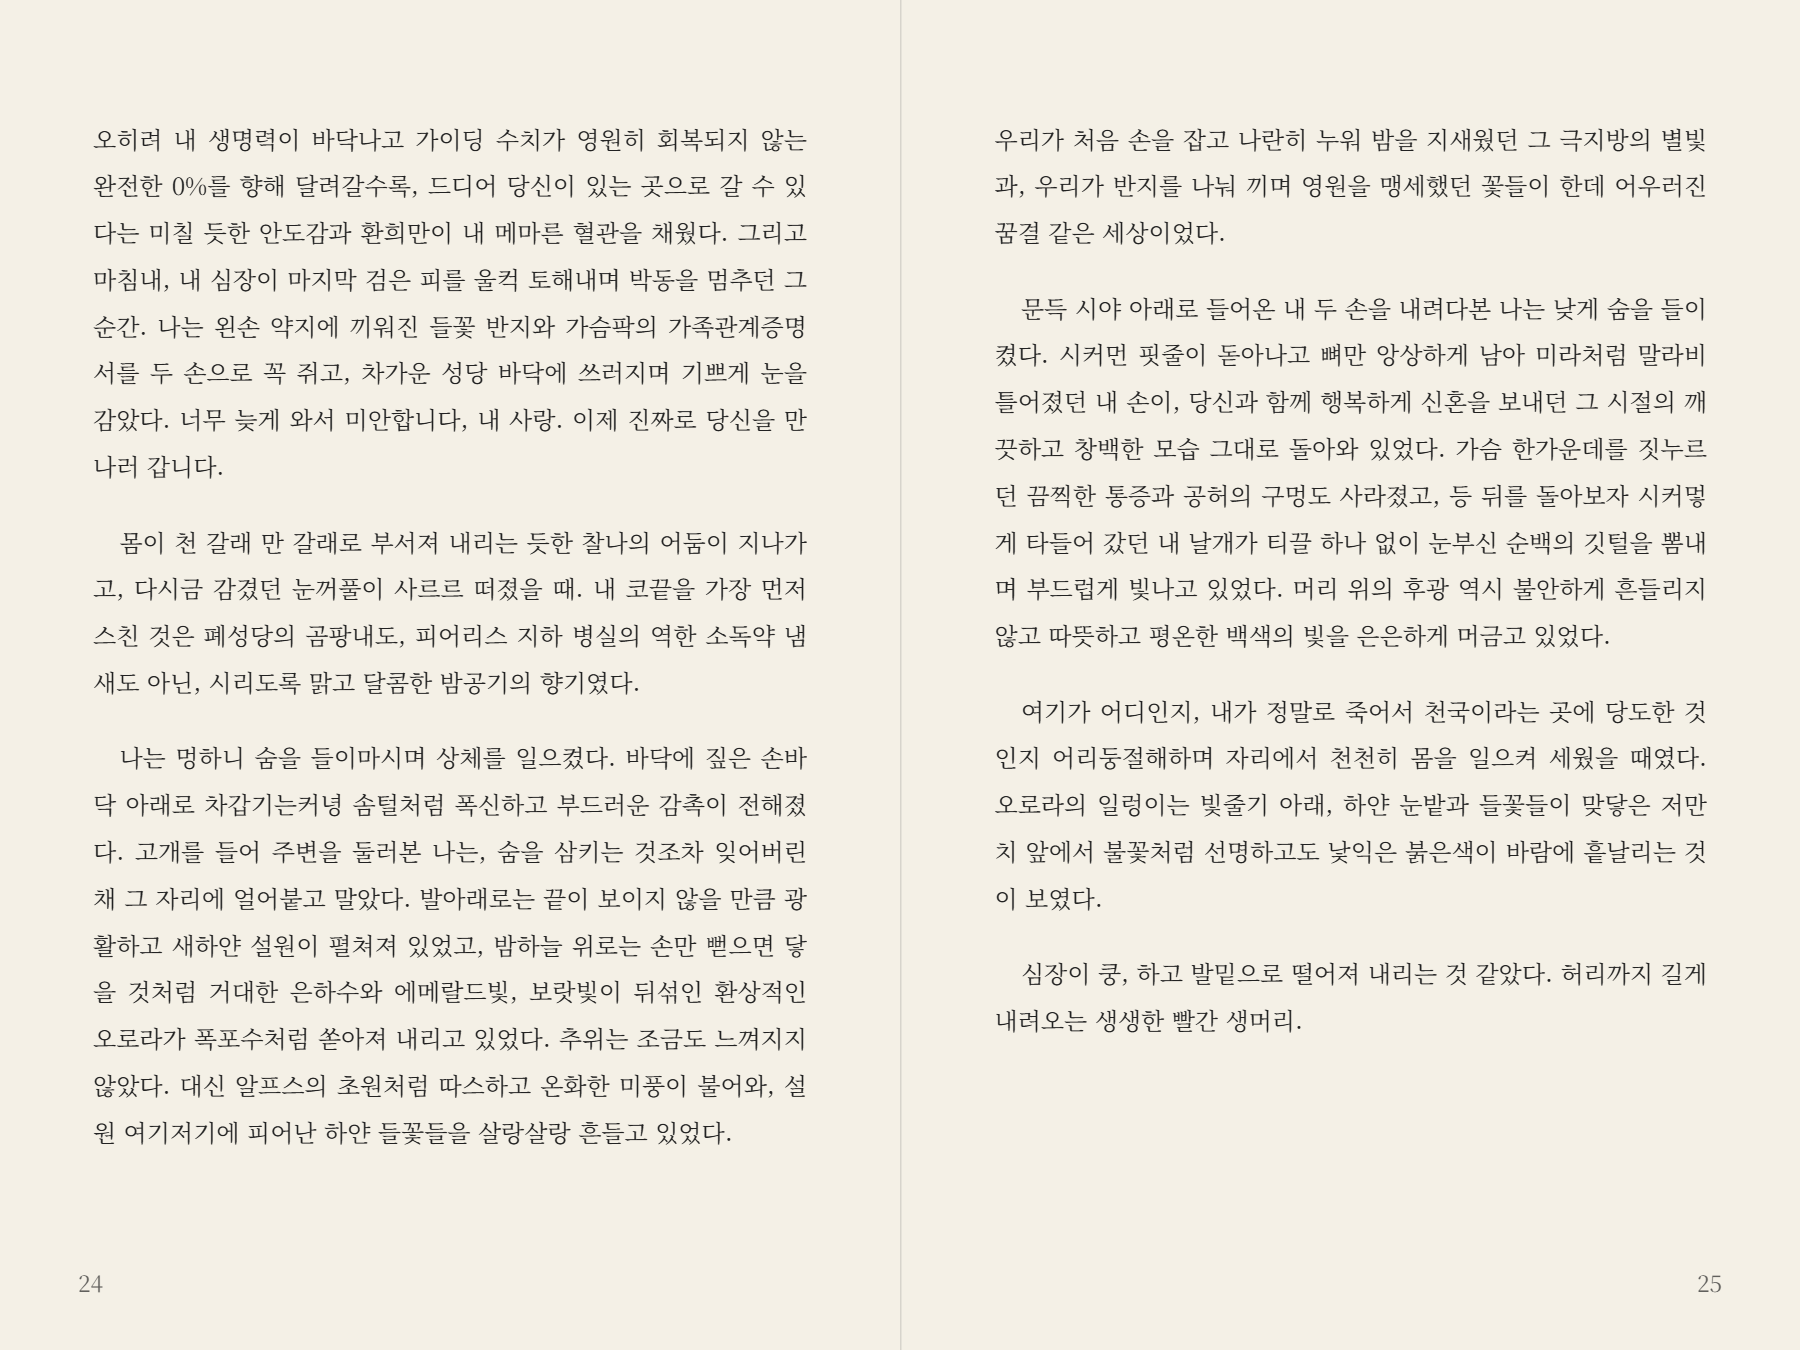 오히려 내 생명력이 바닥나고 가이딩 수치가 영원히 회복되지 않는
완전한 0%를 향해 달려갈수록, 드디어 당신이 있는 곳으로 갈 수 있
다는 미칠 듯한 안도감과 환희만이 내 메마른 혈관을 채웠다. 그리고
마침내, 내 심장이 마지막 검은 피를 울컥 토해내며 박동을 멈추던 그
순간. 나는 왼손 약지에 끼워진 들꽃 반지와 가슴팍의 가족관계증명
서를 두 손으로 꼭 쥐고, 차가운 성당 바닥에 쓰러지며 기쁘게 눈을
감았다. 너무 늦게 와서 미안합니다, 내 사랑. 이제 진짜로 당신을 만
나러 갑니다.
몸이 천 갈래 만 갈래로 부서져 내리는 듯한 찰나의 어둠이 지나가
고, 다시금 감겼던 눈꺼풀이 사르르 떠졌을 때. 내 코끝을 가장 먼저
스친 것은 폐성당의 곰팡내도, 피어리스 지하 병실의 역한 소독약 냄
새도 아닌, 시리도록 맑고 달콤한 밤공기의 향기였다.
나는 멍하니 숨을 들이마시며 상체를 일으켰다. 바닥에 짚은 손바
닥 아래로 차갑기는커녕 솜털처럼 폭신하고 부드러운 감촉이 전해졌
다. 고개를 들어 주변을 둘러본 나는, 숨을 삼키는 것조차 잊어버린
채 그 자리에 얼어붙고 말았다. 발아래로는 끝이 보이지 않을 만큼 광
활하고 새하얀 설원이 펼쳐져 있었고, 밤하늘 위로는 손만 뻗으면 닿
을 것처럼 거대한 은하수와 에메랄드빛, 보랏빛이 뒤섞인 환상적인
오로라가 폭포수처럼 쏟아져 내리고 있었다. 추위는 조금도 느껴지지
않았다. 대신 알프스의 초원처럼 따스하고 온화한 미풍이 불어와, 설
원 여기저기에 피어난 하얀 들꽃들을 살랑살랑 흔들고 있었다.
24
우리가 처음 손을 잡고 나란히 누워 밤을 지새웠던 그 극지방의 별빛
과, 우리가 반지를 나눠 끼며 영원을 맹세했던 꽃들이 한데 어우러진
꿈결 같은 세상이었다.
문득 시야 아래로 들어온 내 두 손을 내려다본 나는 낮게 숨을 들이
켰다. 시커먼 핏줄이 돋아나고 뼈만 앙상하게 남아 미라처럼 말라비
틀어졌던 내 손이, 당신과 함께 행복하게 신혼을 보내던 그 시절의 깨
끗하고 창백한 모습 그대로 돌아와 있었다. 가슴 한가운데를 짓누르
던 끔찍한 통증과 공허의 구멍도 사라졌고, 등 뒤를 돌아보자 시커멓
게 타들어 갔던 내 날개가 티끌 하나 없이 눈부신 순백의 깃털을 뽐내
며 부드럽게 빛나고 있었다. 머리 위의 후광 역시 불안하게 흔들리지
않고 따뜻하고 평온한 백색의 빛을 은은하게 머금고 있었다.
여기가 어디인지, 내가 정말로 죽어서 천국이라는 곳에 당도한 것
인지 어리둥절해하며 자리에서 천천히 몸을 일으켜 세웠을 때였다.
오로라의 일렁이는 빛줄기 아래, 하얀 눈밭과 들꽃들이 맞닿은 저만
치 앞에서 불꽃처럼 선명하고도 낯익은 붉은색이 바람에 흩날리는 것
이 보였다.
심장이 쿵, 하고 발밑으로 떨어져 내리는 것 같았다. 허리까지 길게
내려오는 생생한 빨간 생머리.
25